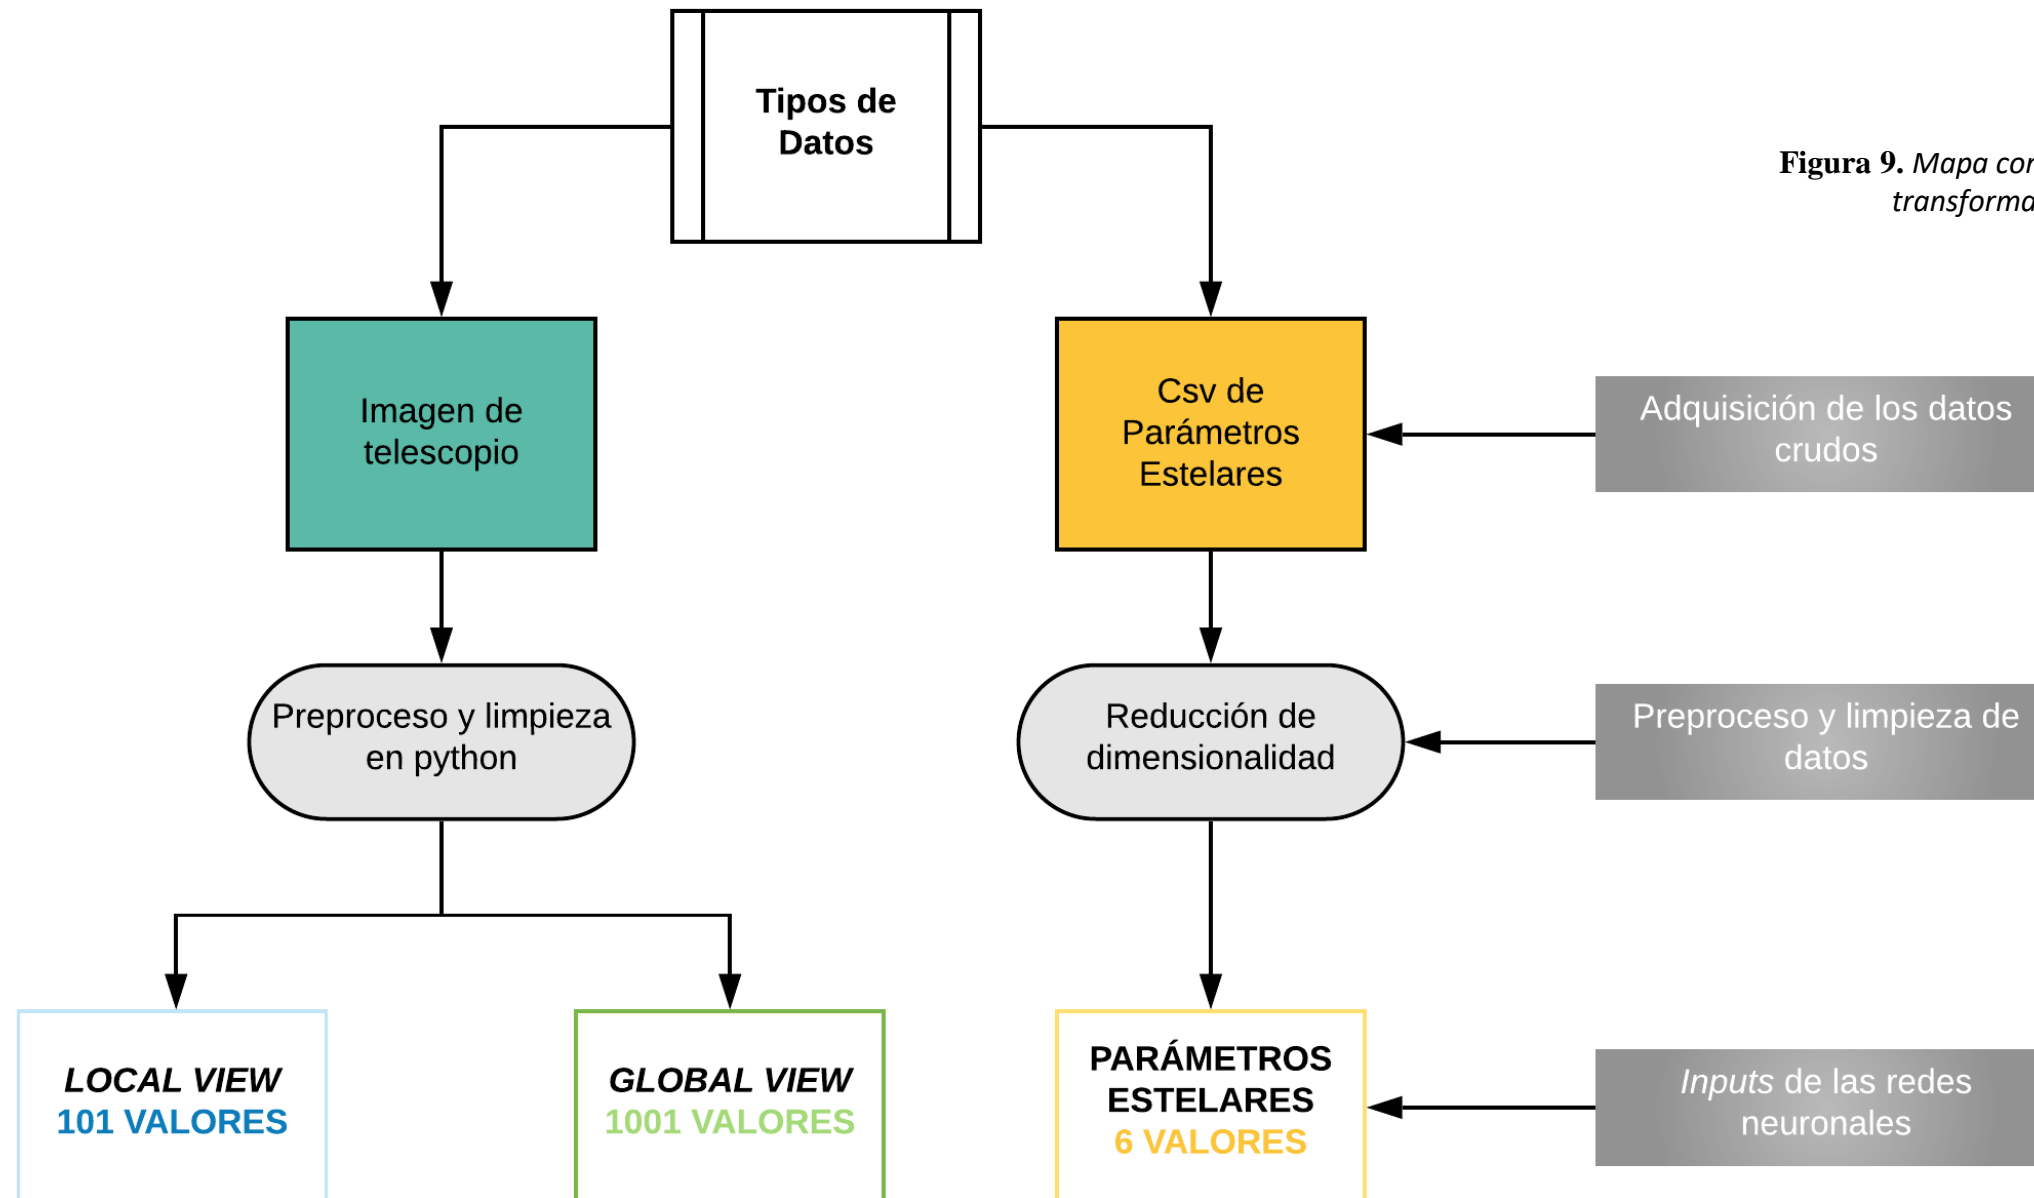 Tipos de
Datos
Figura 9. Mapa
transforma
Imagen de
telescopio
Csv de
Parámetros
Estelares
Adquisición de los datos
crudos
Preproceso y limpieza
en python
Reducción de
dimensionalidad
Preproceso y limpieza de
datos
LOCAL VIEW
101 VALORES
GLOBAL VIEW
1001 VALORES
PARÁMETROS
ESTELARES
6 VALORES
Inputs de las redes
neuronales